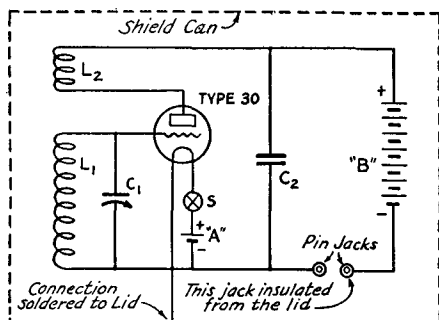 Shield Can
L2
TYPE 30
+
L1
C1
S
C2
"B"
+
"A"
-
-
Pin Jacks
Connection
soldered to Lid
This jack insulated
from the lid